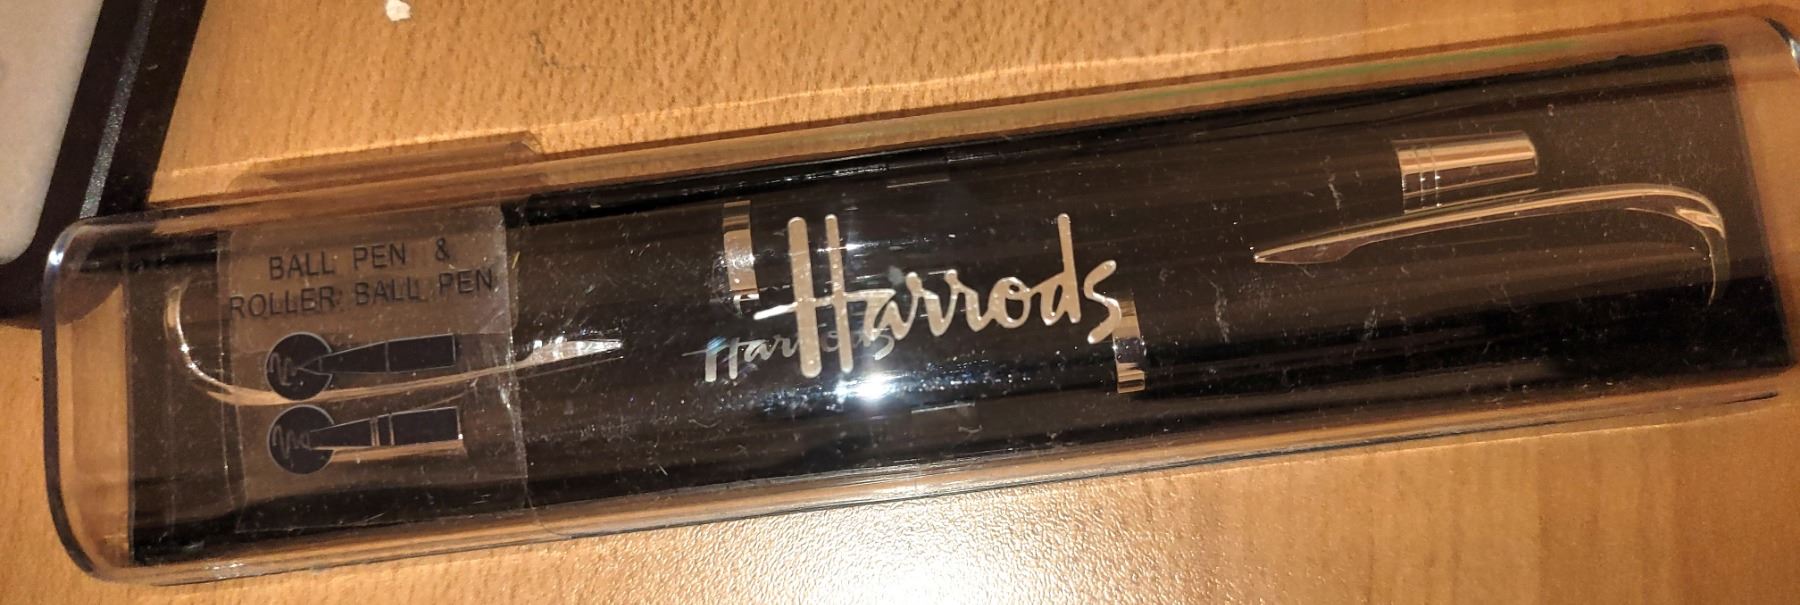 BALL PEN &
ROLLER BALL PEN
Harrods
Harrods